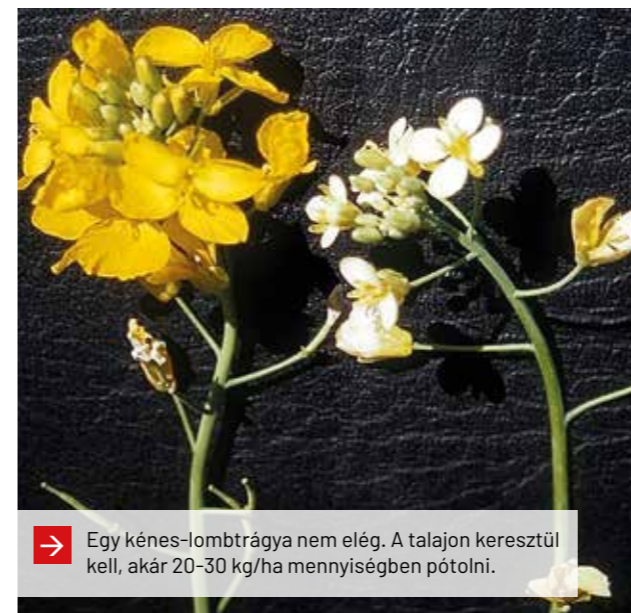 Egy kénes-lombtrágya nem elég. A talajon keresztül
kell, akár 20-30 kg/ha mennyiségben pótolni.